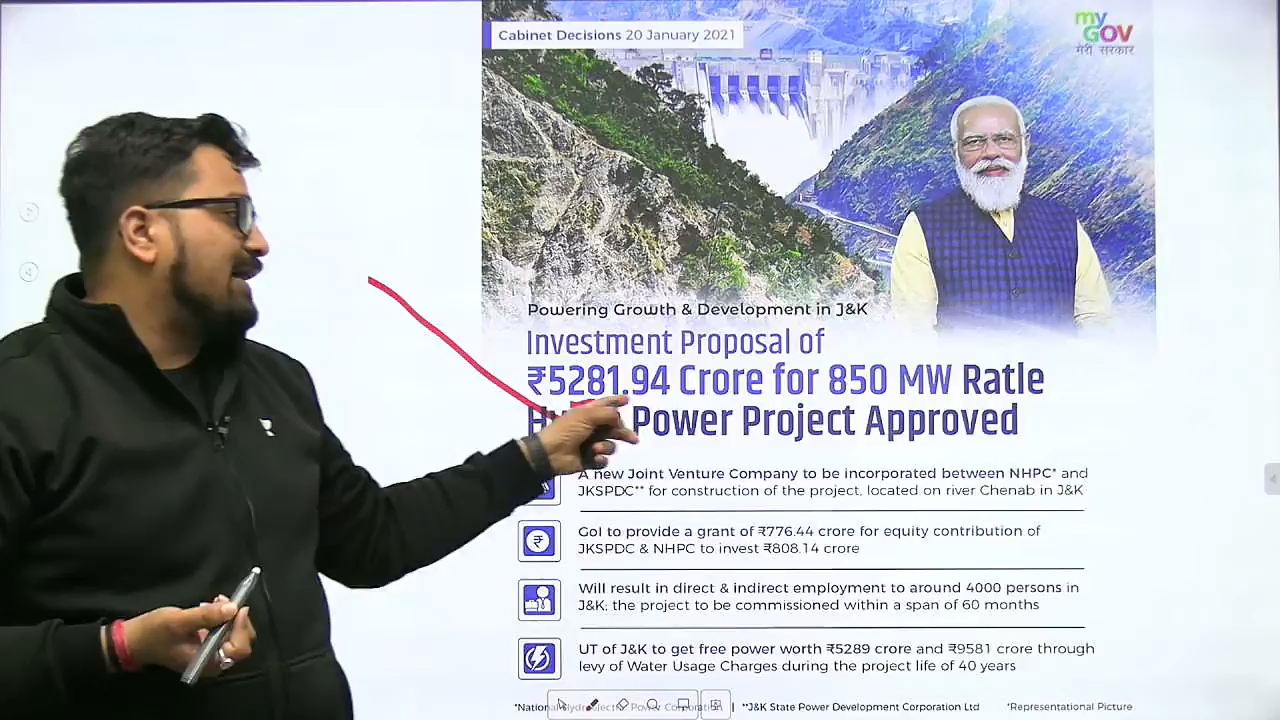 Cabinet Decisions 20 January 2021
my
GOV
मेरी सरकार
Powering Growth & Development in J&K
Investment Proposal of
₹5281.94 Crore for 850 MW Ratle
Power Project Approved
A new Joint Venture Company to be incorporated between NHPC* and
JKSPDC** for construction of the project, located on river Chenab in J&K
GoI to provide a grant of ₹776.44 crore for equity contribution of
JKSPDC & NHPC to invest ₹808.14 crore
Will result in direct & indirect employment to around 4000 persons in
J&K; the project to be commissioned within a span of 60 months
UT of J&K to get free power worth ₹5289 crore and ₹9581 crore through
levy of Water Usage Charges during the project life of 40 years
*National Hydroelectric Power Corporation | **J&K State Power Development Corporation Ltd *Representational Picture